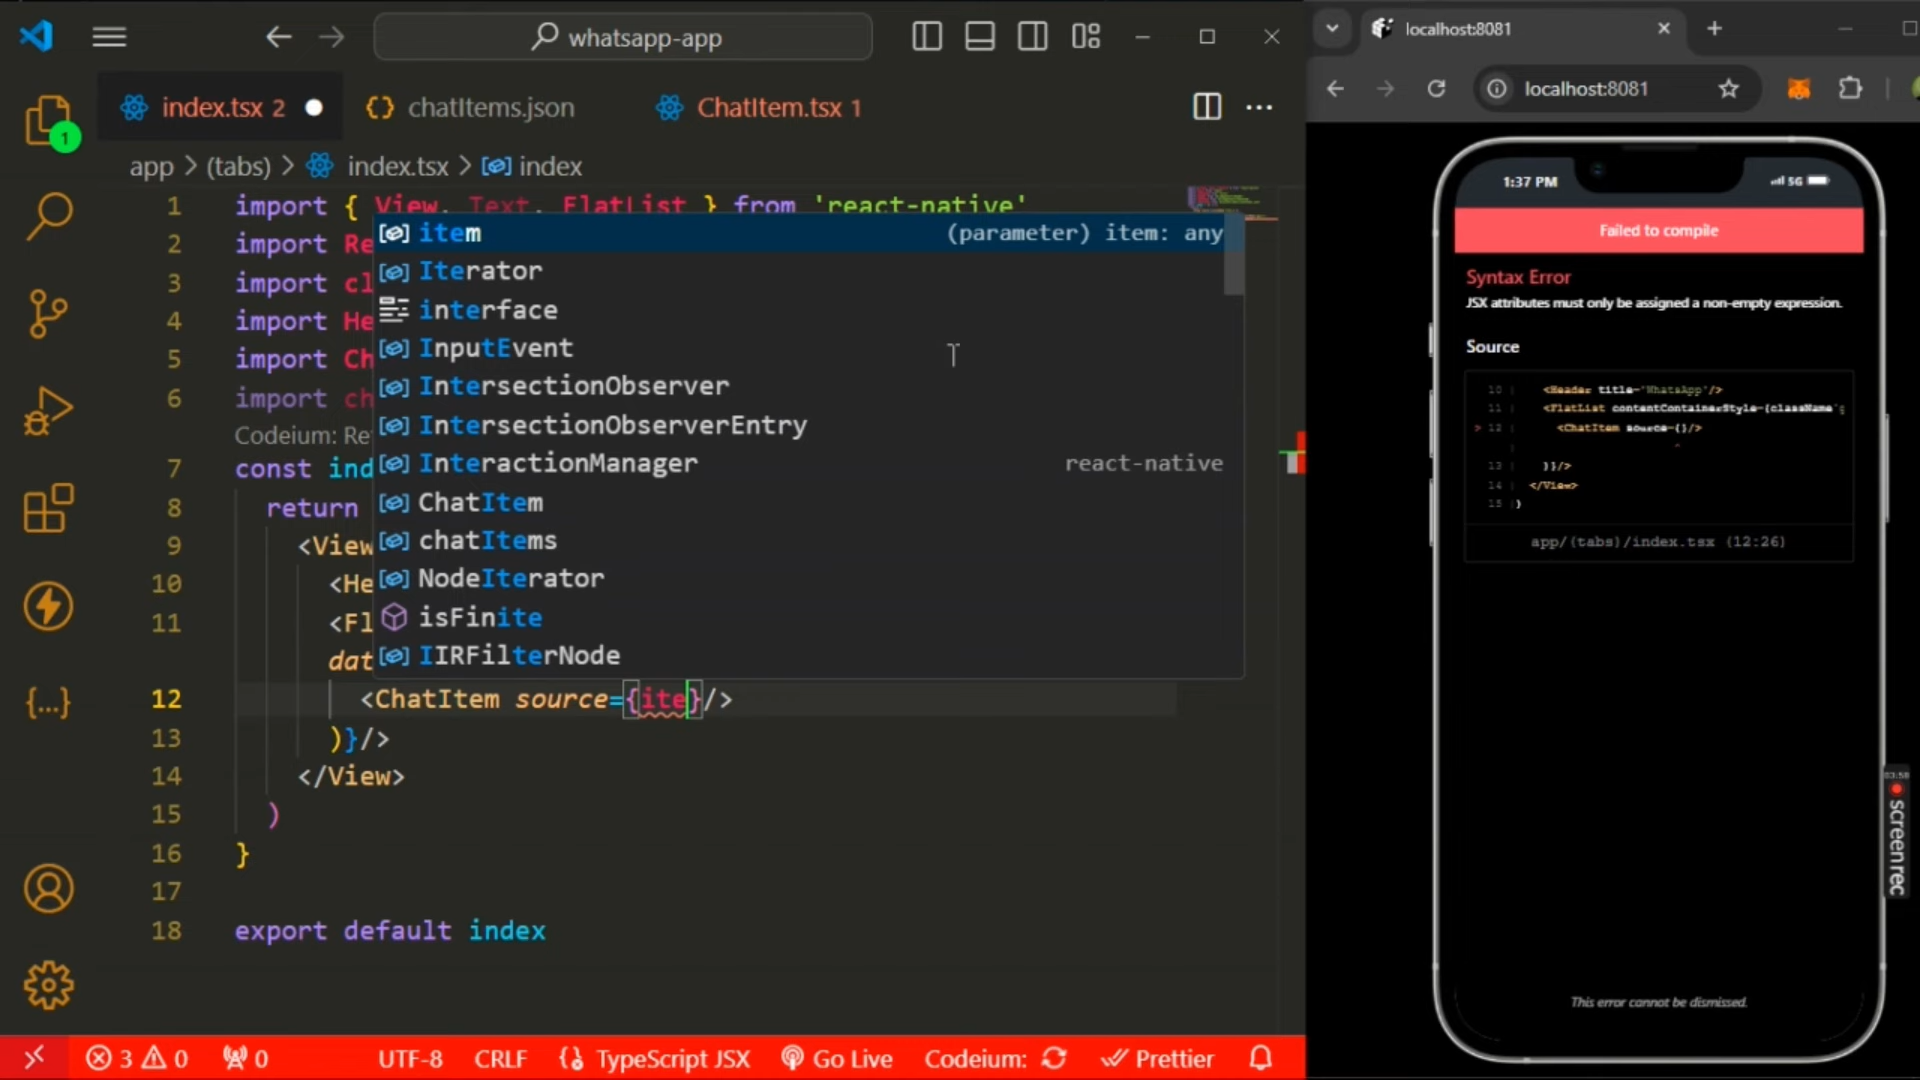 whatsapp-app
index.tsx 2
chatItems.json
ChatItem.tsx 1
app > (tabs) > index.tsx > index
1 import { View, Text, FlatList } from 'react-native'
2 import Re
3 import cl
4 import He
5 import Ch
6 import ch
Codeium: Re
7 const ind
8 return
9 <View
10 <He
11 <Fl
dat
12 <ChatItem source={ite}/>
13 )}/>
14 </View>
15 )
16 }
17
18 export default index
item (parameter) item: any
Iterator
interface
InputEvent
IntersectionObserver
IntersectionObserverEntry
InteractionManager react-native
ChatItem
chatItems
NodeIterator
isFinite
IIRFilterNode
1
{...}
3 0 0 UTF-8 CRLF TypeScript JSX Go Live Codeium: Prettier
localhost:8081
localhost:8081
1:37 PM 5G
Failed to compile
Syntax Error
JSX attributes must only be assigned a non-empty expression.
Source
10 | <Header title='WhatsApp'/>
11 | <FlatList contentContainerStyle={className'
> 12 | <ChatItem source={}/>
| ^
13 | )}/>
14 | </View>
15 | )
app/(tabs)/index.tsx (12:26)
This error cannot be dismissed.
03:58
screenrec